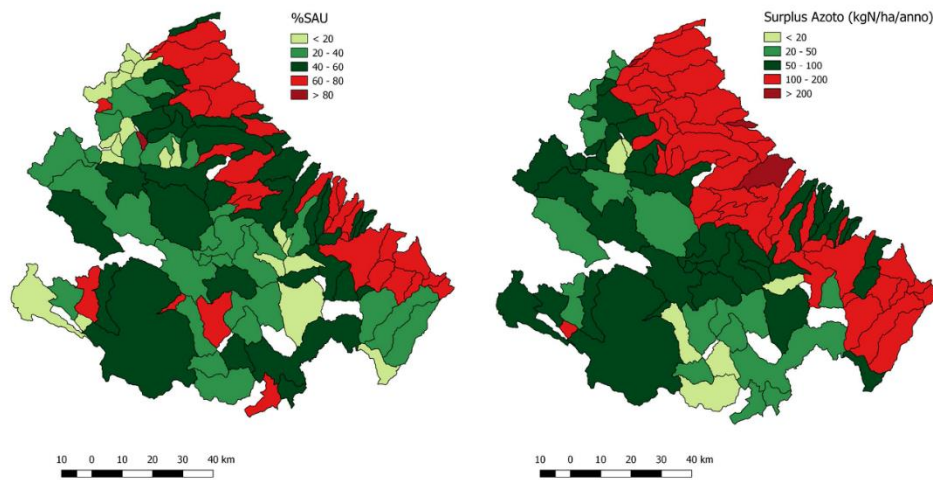 %SAU
< 20
20 - 40
40 - 60
60 - 80
> 80
10 0 10 20 30 40 km
Surplus Azoto (kgN/ha/anno)
< 20
20 - 50
50 - 100
100 - 200
> 200
10 0 10 20 30 40 km